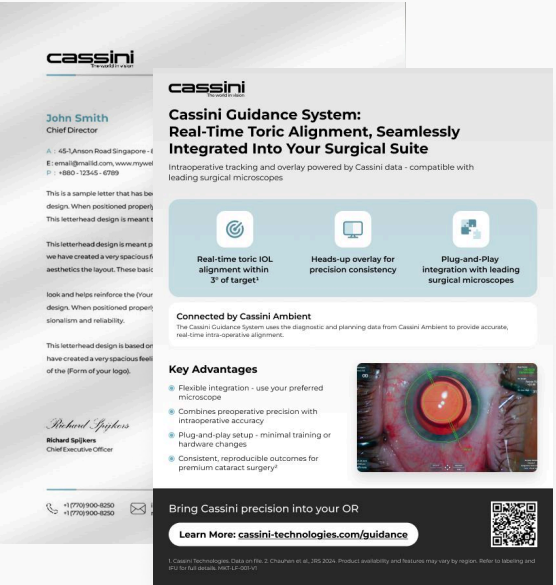 cassini
The world in vision
John Smith
Chief Director
A : 45-1,Anson Road Singapore -
E : email@mailid.com, www.mywe
P : +880 - 12345 - 6789
This is a sample letter that has be
design. When positioned properly
This letterhead design is meant t
This letterhead design is meant p
we have created a very spacious f
aesthetics the layout. These basic
look and helps reinforce the (Your
design. When positioned properl
sionalism and reliability.
This letterhead design is based on
have created a very spacious feeli
of the (Form of your logo).
Richard Spijkers
Richard Spijkers
Chief Executive Officer
+1 (770) 900-8250
+1 (770) 900-8250
cassini
The world in vision
Cassini Guidance System:
Real-Time Toric Alignment, Seamlessly
Integrated Into Your Surgical Suite
Intraoperative tracking and overlay powered by Cassini data - compatible with
leading surgical microscopes
Real-time toric IOL
alignment within
3° of target¹
Heads-up overlay for
precision consistency
Plug-and-Play
integration with leading
surgical microscopes
Connected by Cassini Ambient
The Cassini Guidance System uses the diagnostic and planning data from Cassini Ambient to provide accurate,
real-time intra-operative alignment.
Key Advantages
Flexible integration - use your preferred
microscope
Combines preoperative precision with
intraoperative accuracy
Plug-and-play setup - minimal training or
hardware changes
Consistent, reproducible outcomes for
premium cataract surgery²
Bring Cassini precision into your OR
Learn More: cassini-technologies.com/guidance
1. Cassini Technologies. Data on file. 2. Chauhen et al., JRS 2024. Product availability and features may vary by region. Refer to labeling and
IFU for full details. MKT-LF-001-V1